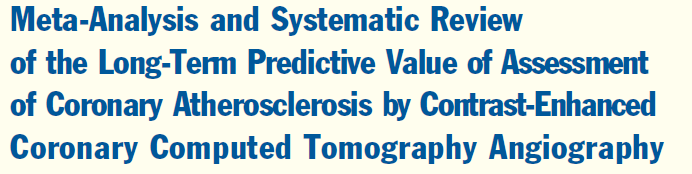 Meta-Analysis and Systematic Review
of the Long-Term Predictive Value of Assessment
of Coronary Atherosclerosis by Contrast-Enhanced
Coronary Computed Tomography Angiography